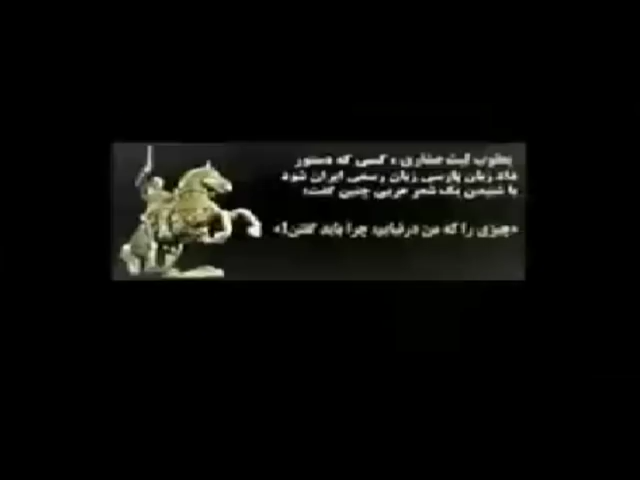 یعقوب لیث صفاری ، کسی که دستور
داد زبان پارسی زبان رسمی ایران شود
با شنیدن یک شعر عربی چنین گفت:
«چیزی را که من درنیابم چرا باید گفتن!»